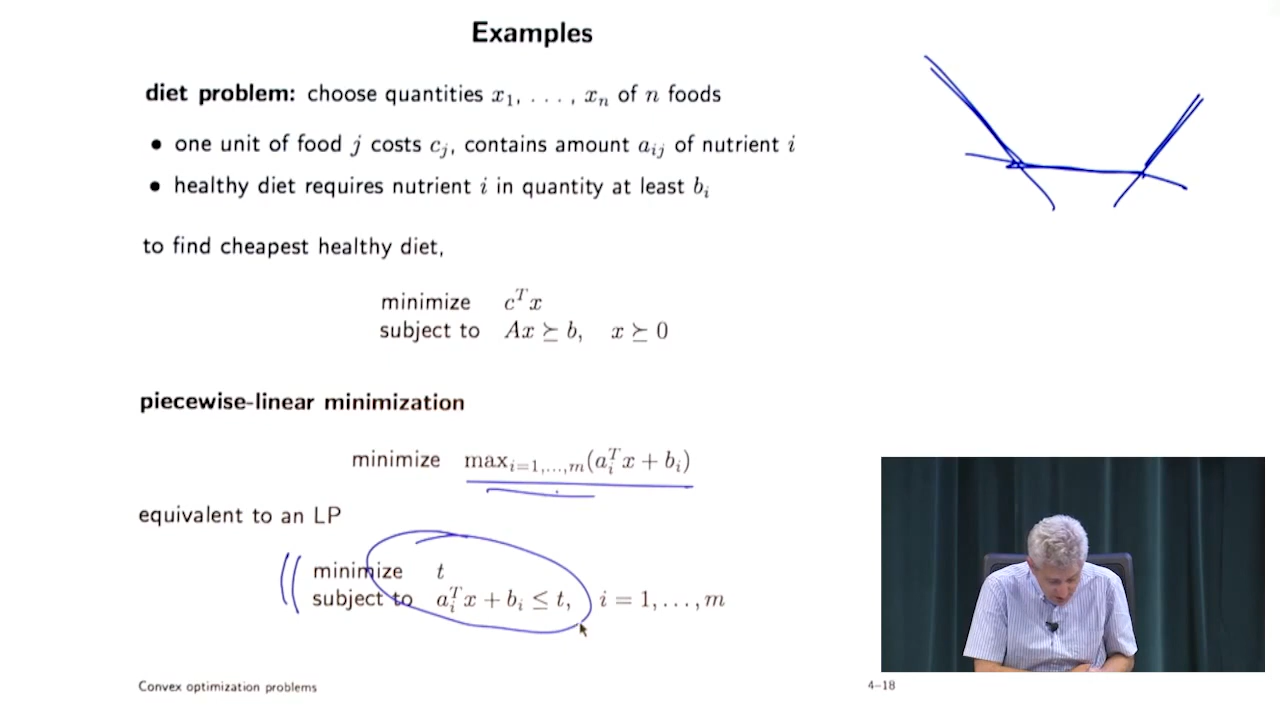 Examples
diet problem: choose quantities x₁, . . . , xₙ of n foods
• one unit of food j costs cⱼ, contains amount aᵢⱼ of nutrient i
• healthy diet requires nutrient i in quantity at least bᵢ
to find cheapest healthy diet,
minimize cᵀx
subject to Ax ⪰ b, x ⪰ 0
piecewise-linear minimization
minimize maxᵢ₌₁,...,ₘ(aᵢᵀx + bᵢ)
equivalent to an LP
minimize t
subject to aᵢᵀx + bᵢ ≤ t, i = 1, . . . , m
Convex optimization problems 4–18